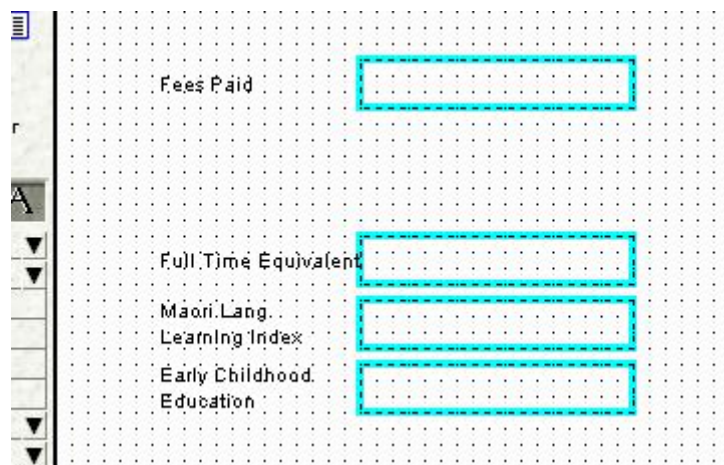 r
A
Fees Paid
Full Time Equivalent
Maori Lang.
Learning Index
Early Childhood
Education